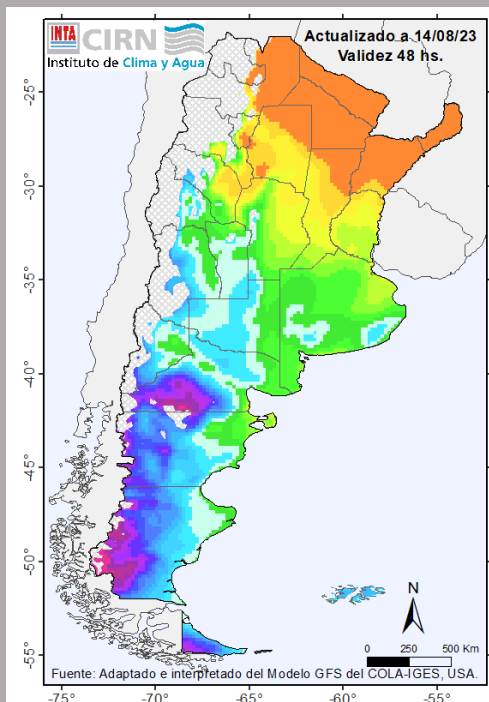 INTA CIRN
Instituto de Clima y Agua
Actualizado a 14/08/23
Validez 48 hs.
-25°
-30°
-35°
-40°
-45°
-50°
-55°
N
0 250 500 Km
Fuente: Adaptado e interpretado del Modelo GFS del COLA-IGES, USA.
-75° -70° -65° -60° -55°